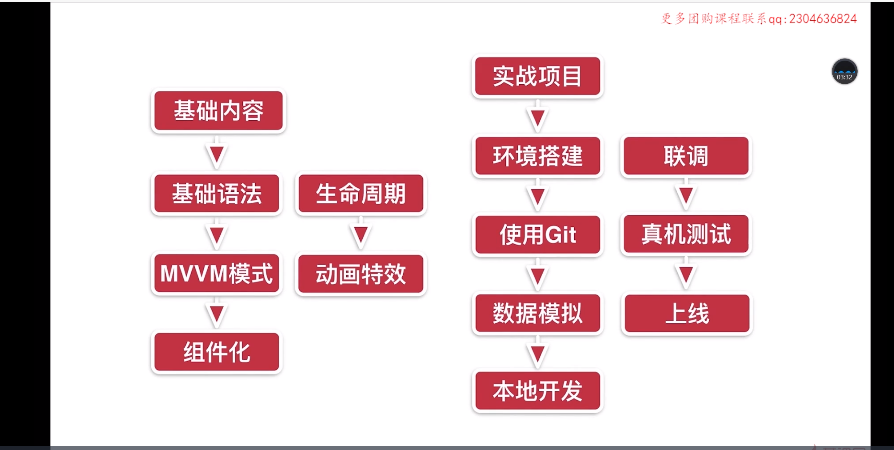 更多团购课程联系qq:2304636824
03:12
基础内容
基础语法
MVVM模式
组件化
生命周期
动画特效
实战项目
环境搭建
使用Git
数据模拟
本地开发
联调
真机测试
上线